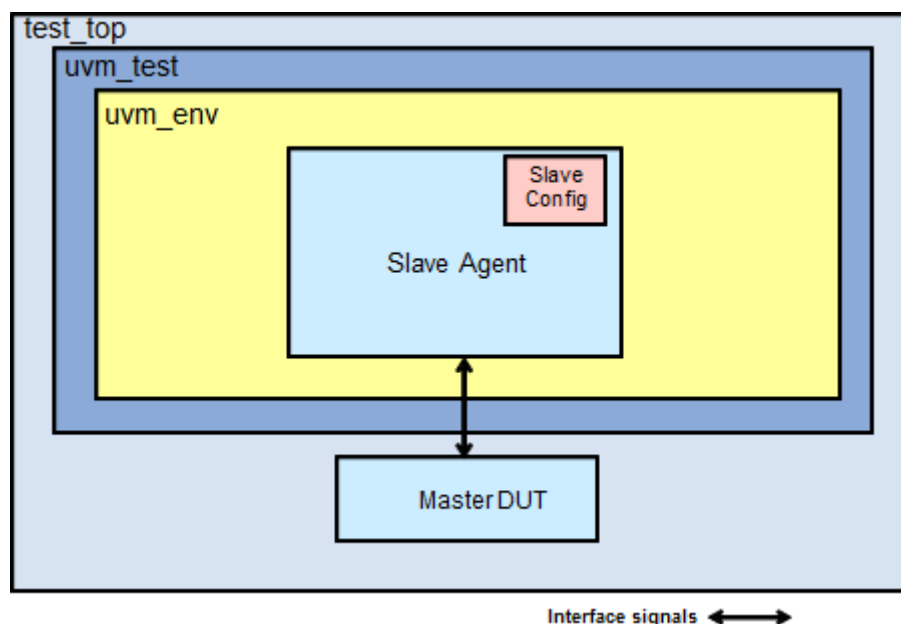 test_top
uvm_test
uvm_env
Slave
Config
Slave Agent
Master DUT
Interface signals